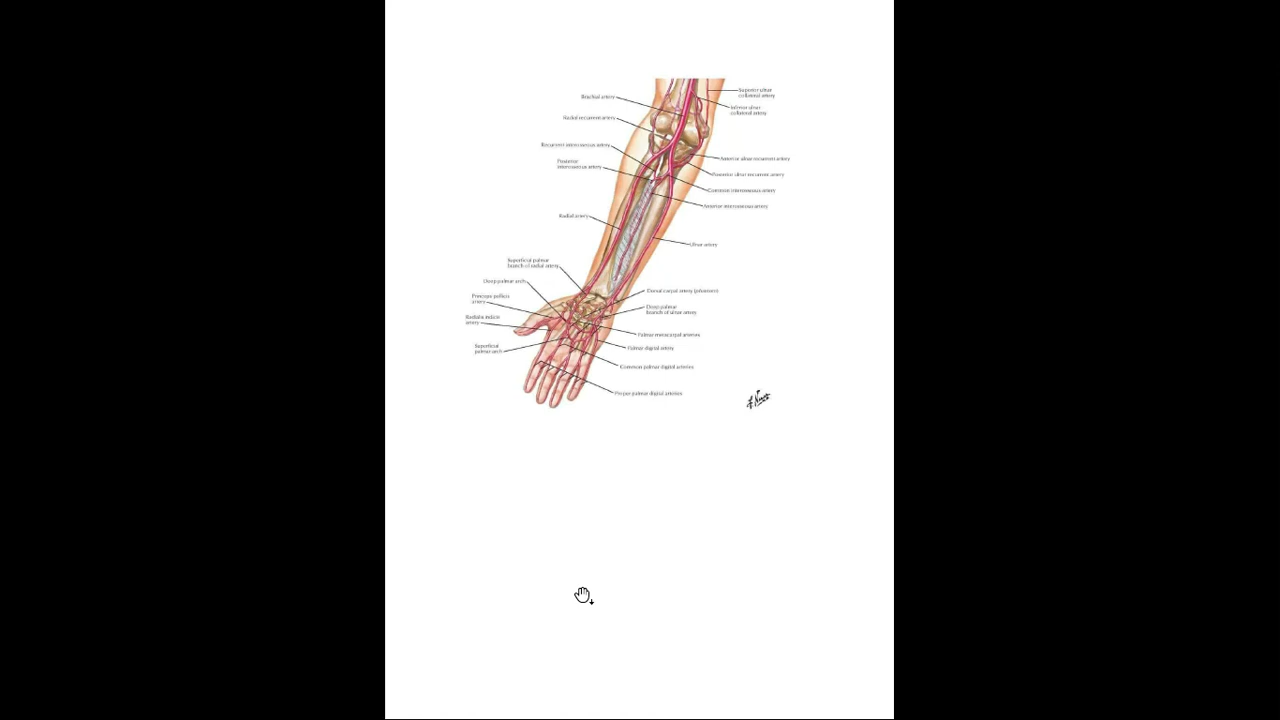 Superior ulnar
collateral artery
Brachial artery
Inferior ulnar
collateral artery
Radial recurrent artery
Recurrent interosseous artery
Anterior ulnar recurrent artery
Posterior
interosseous artery
Posterior ulnar recurrent artery
Common interosseous artery
Anterior interosseous artery
Radial artery
Ulnar artery
Superficial palmar
branch of radial artery
Deep palmar arch
Dorsal carpal artery
Princeps pollicis
artery
Deep palmar
branch of ulnar artery
Radialis indicis
artery
Palmar metacarpal arteries
Superficial
palmar arch
Palmar digital artery
Common palmar digital arteries
Proper palmar digital arteries